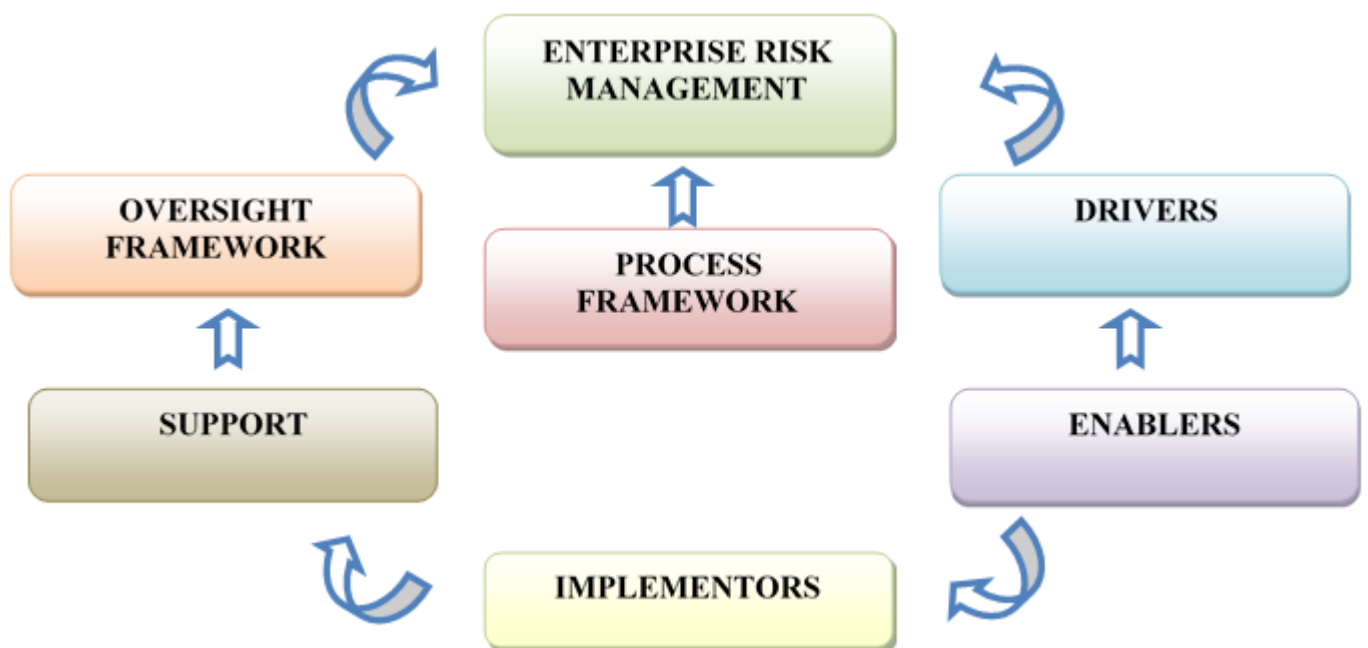 ENTERPRISE RISK
MANAGEMENT
OVERSIGHT
FRAMEWORK
PROCESS
FRAMEWORK
DRIVERS
SUPPORT
ENABLERS
IMPLEMENTORS